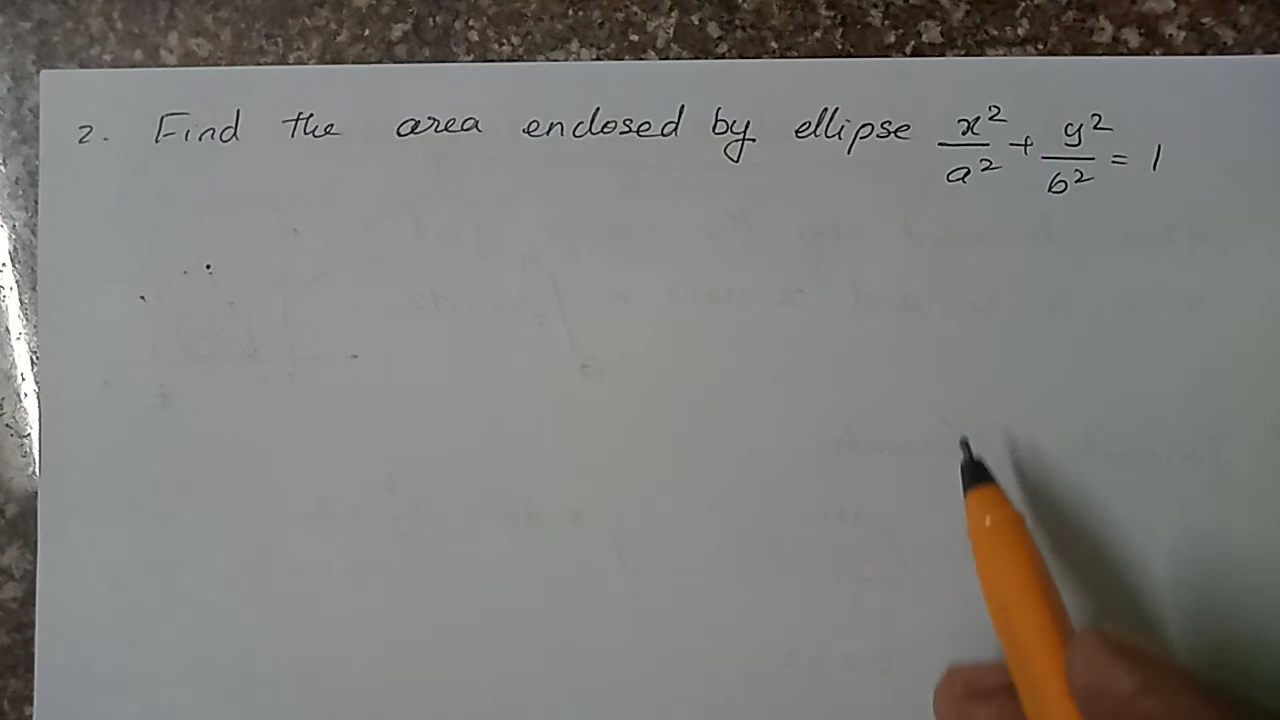 2. Find the area enclosed by ellipse x²/a² + y²/b² = 1